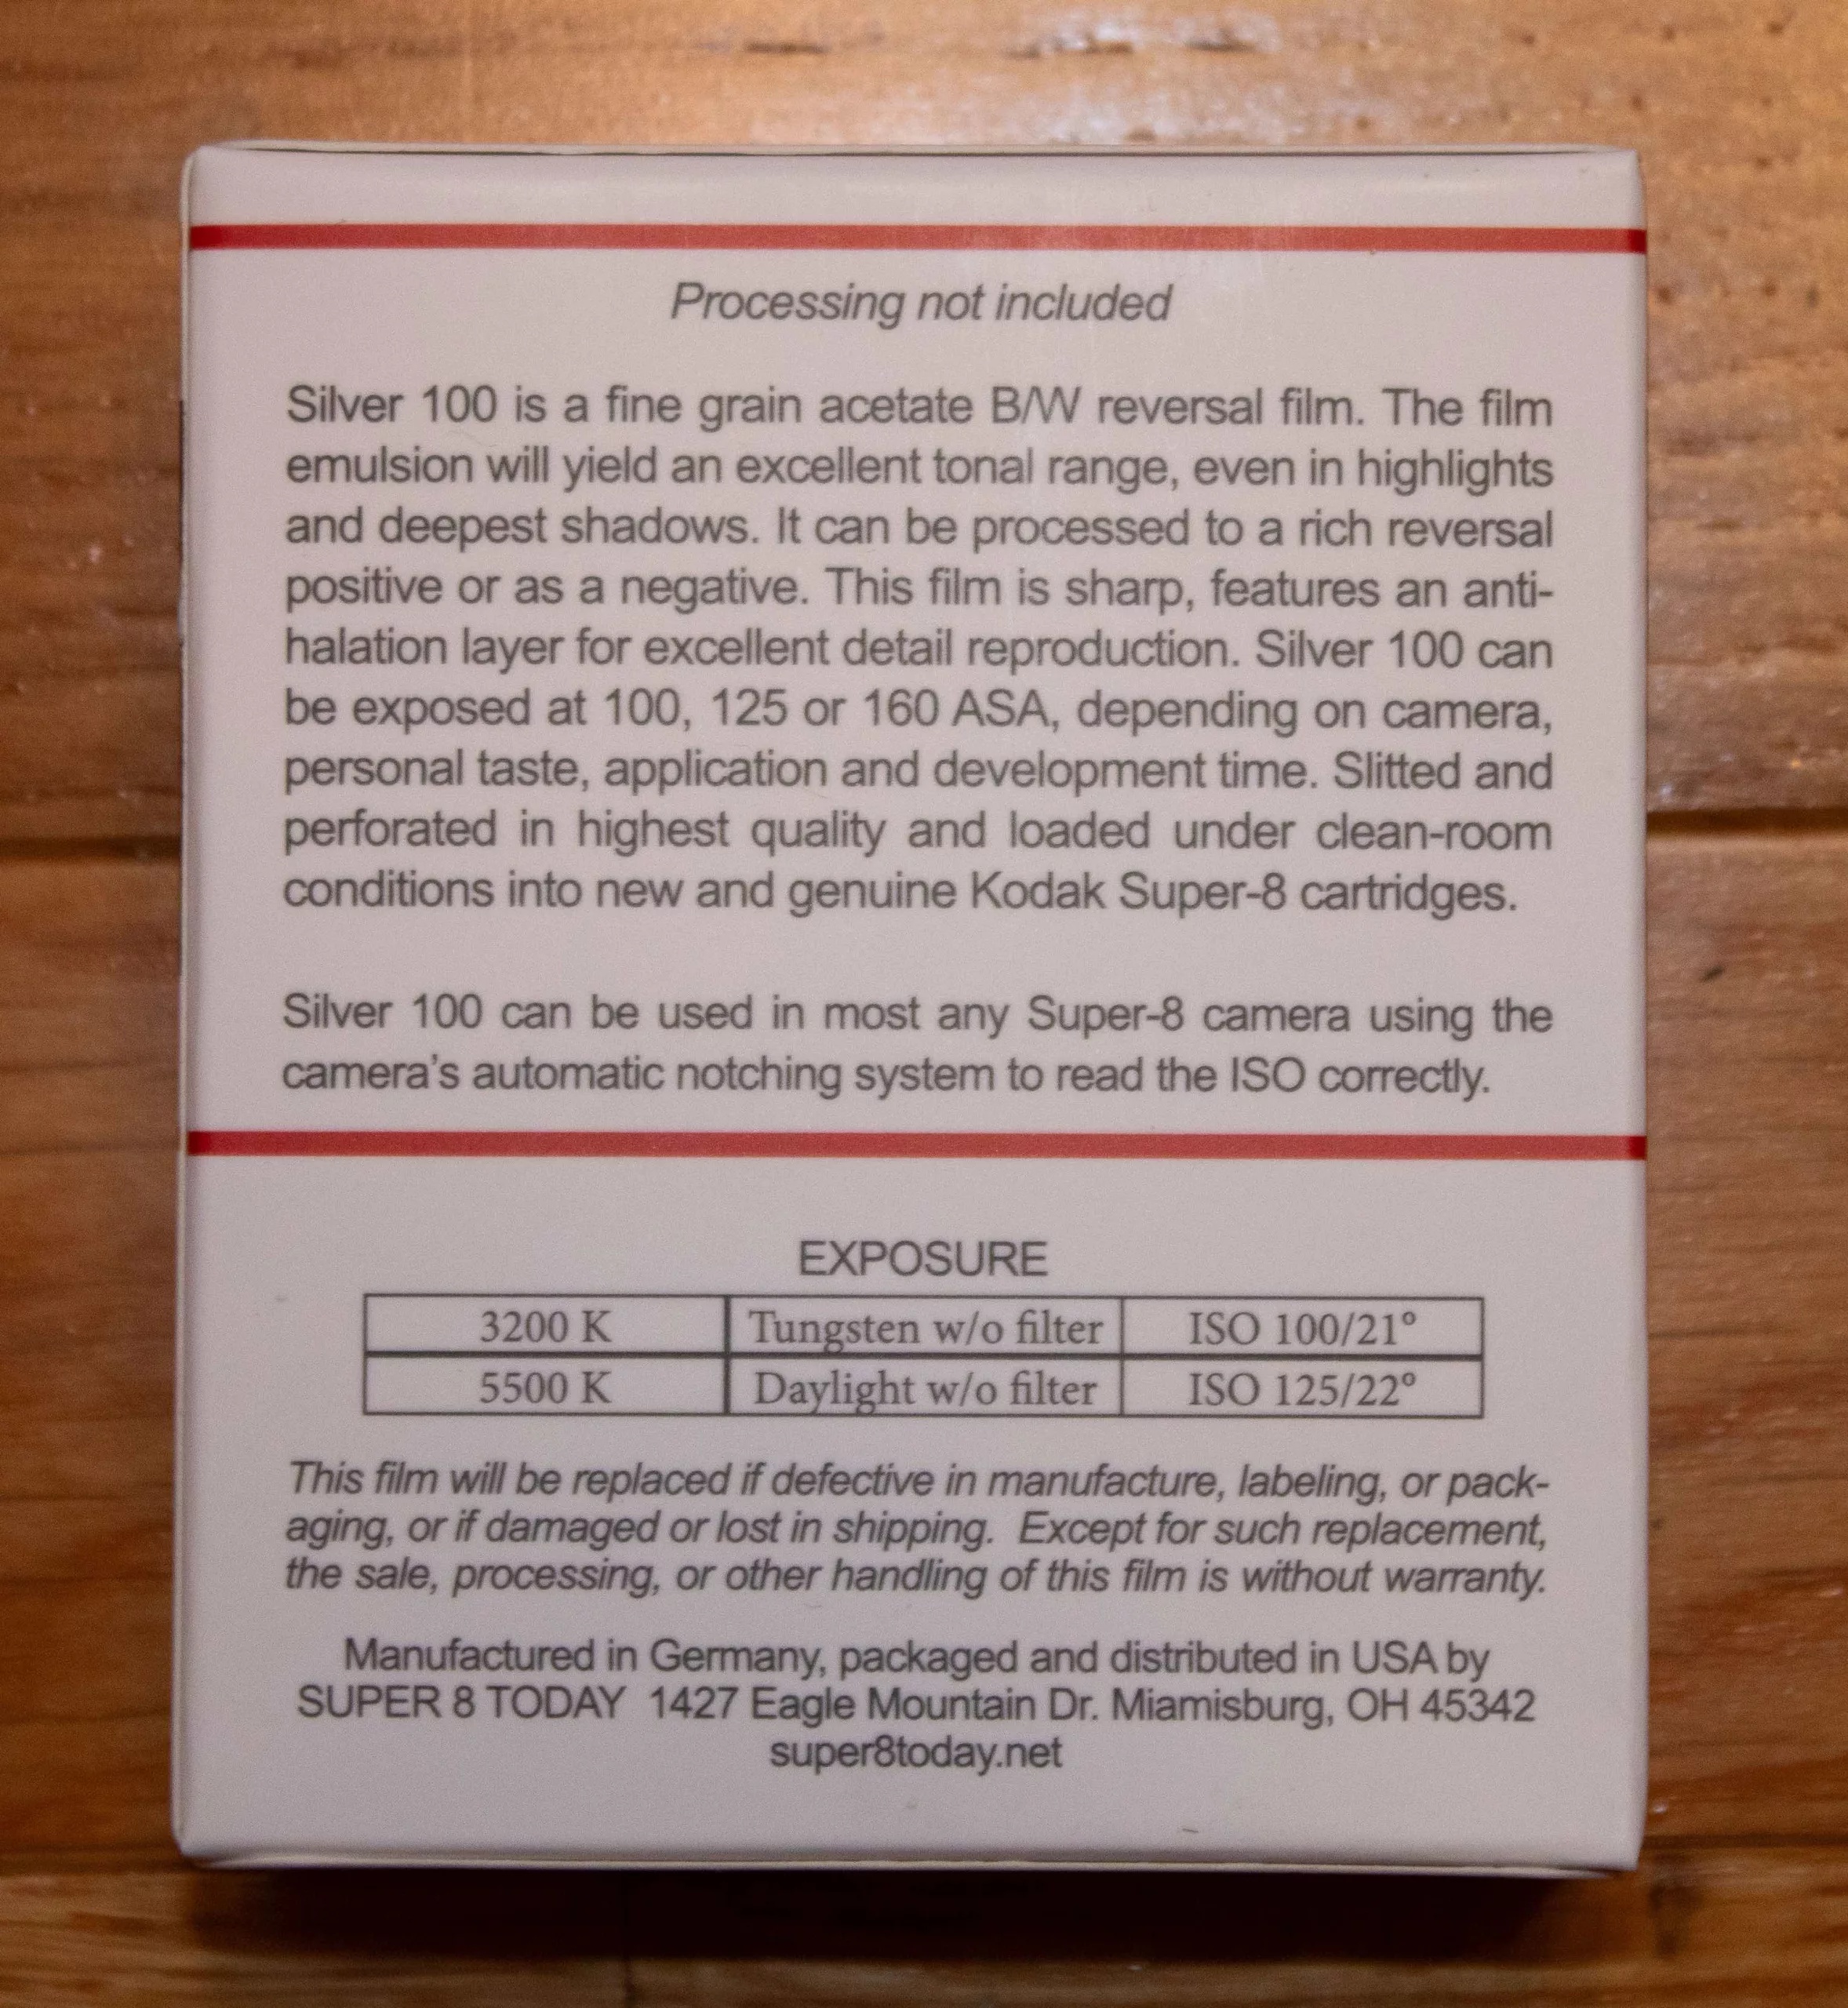 Processing not included
Silver 100 is a fine grain acetate B/W reversal film. The film
emulsion will yield an excellent tonal range, even in highlights
and deepest shadows. It can be processed to a rich reversal
positive or as a negative. This film is sharp, features an anti-
halation layer for excellent detail reproduction. Silver 100 can
be exposed at 100, 125 or 160 ASA, depending on camera,
personal taste, application and development time. Slitted and
perforated in highest quality and loaded under clean-room
conditions into new and genuine Kodak Super-8 cartridges.
Silver 100 can be used in most any Super-8 camera using the
camera's automatic notching system to read the ISO correctly.
EXPOSURE
3200 K Tungsten w/o filter ISO 100/21°
5500 K Daylight w/o filter ISO 125/22°
This film will be replaced if defective in manufacture, labeling, or pack-
aging, or if damaged or lost in shipping.  Except for such replacement,
the sale, processing, or other handling of this film is without warranty.
Manufactured in Germany, packaged and distributed in USA by
SUPER 8 TODAY  1427 Eagle Mountain Dr. Miamisburg, OH 45342
super8today.net